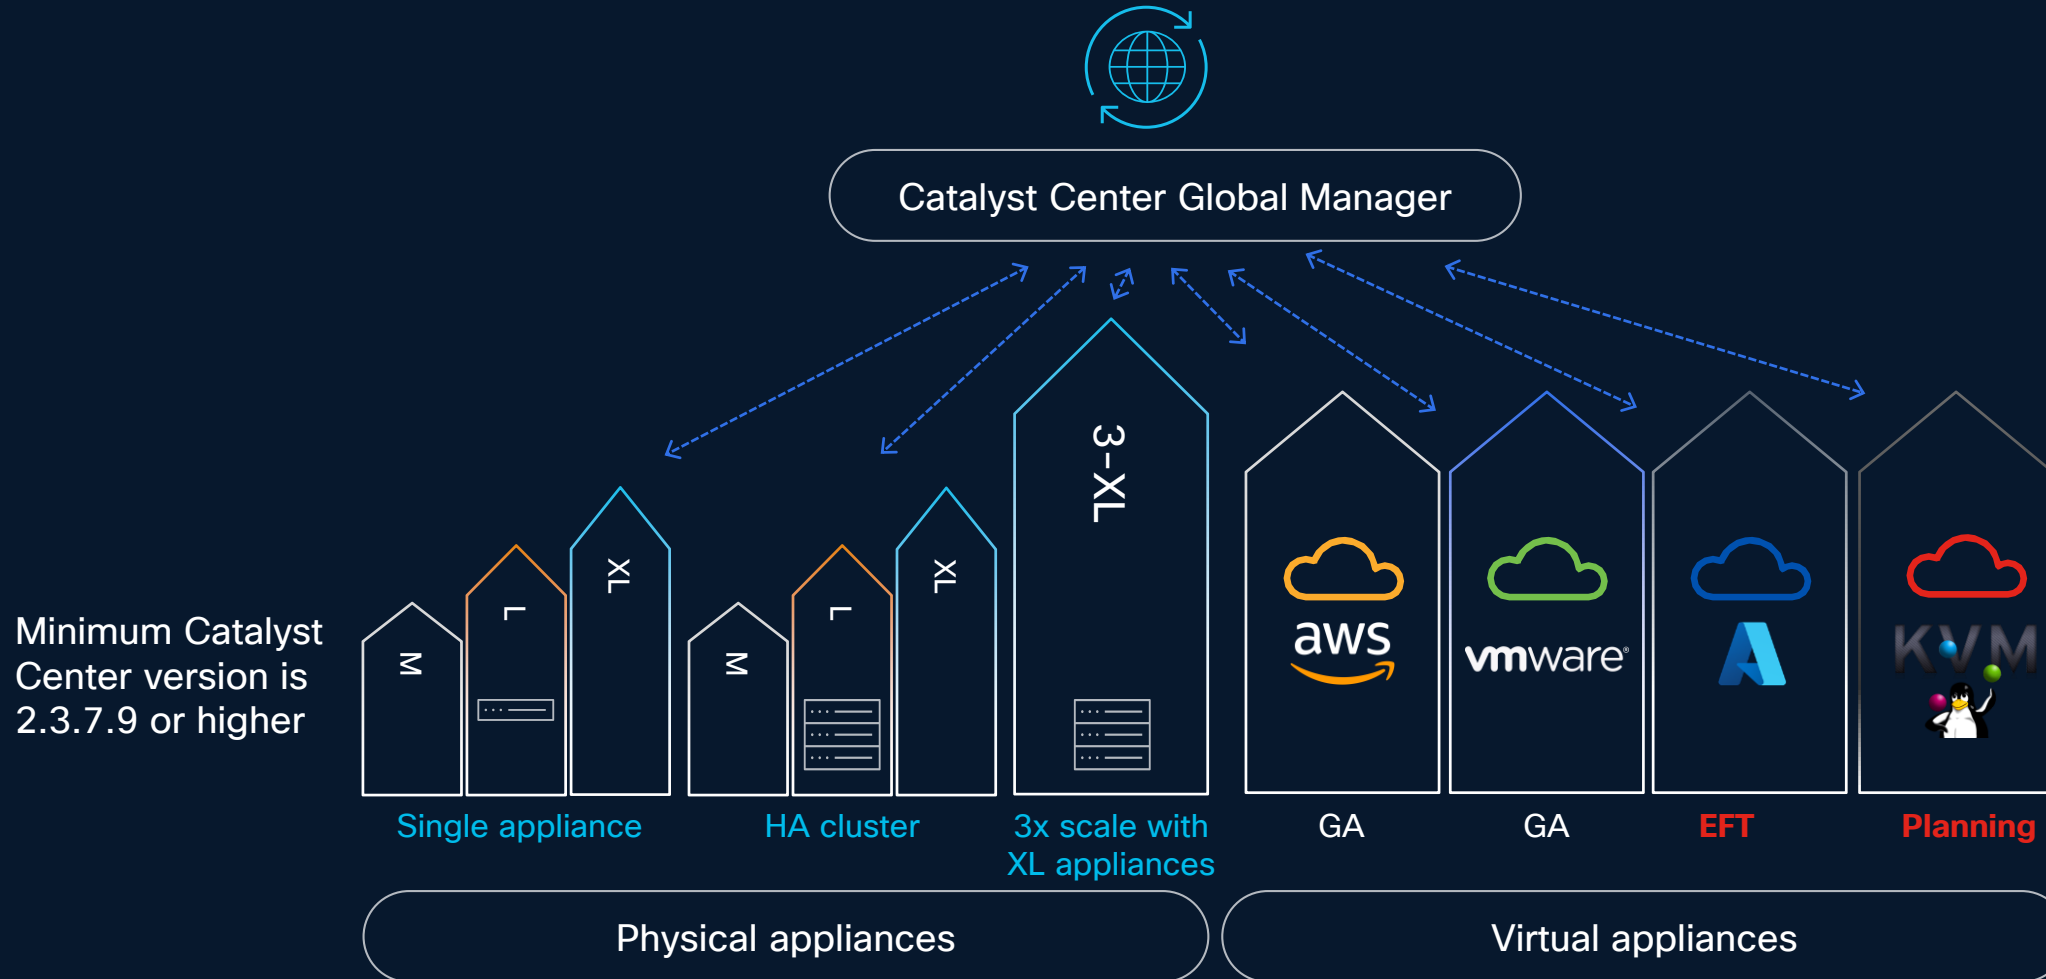 Catalyst Center Global Manager
3-XL
XL
XL
L
L
M
M
aws
vmware®
KVM
Minimum Catalyst
Center version is
2.3.7.9 or higher
Single appliance
HA cluster
3x scale with
XL appliances
GA
GA
EFT
Planning
Physical appliances
Virtual appliances